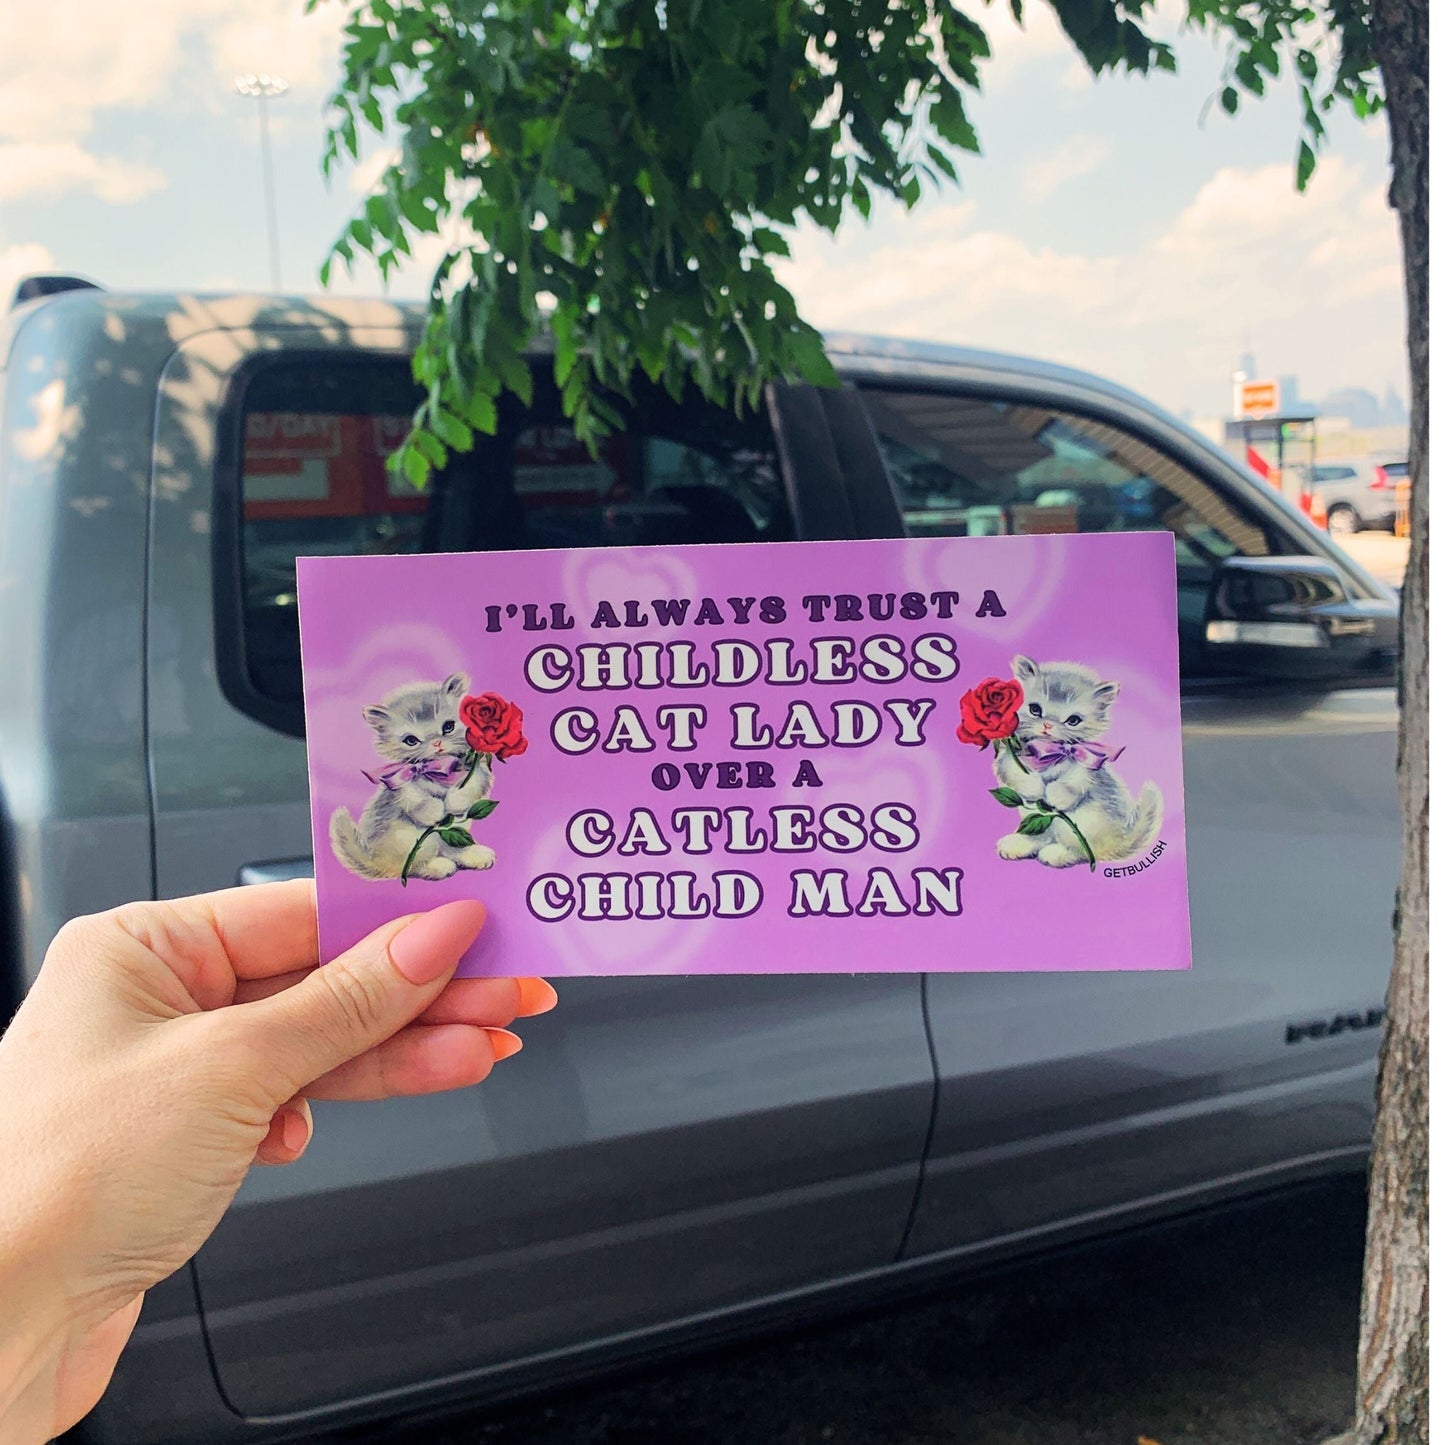 I'LL ALWAYS TRUST A
CHILDLESS
CAT LADY
OVER A
CATLESS
CHILD MAN
GETBULLISH